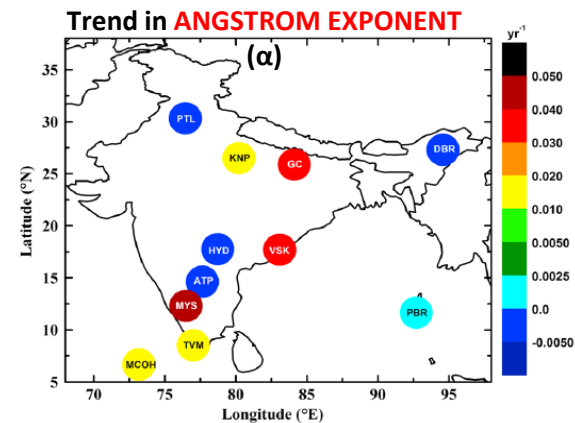 Trend in ANGSTROM EXPONENT
(α)
yr⁻¹
35
30
25
20
15
10
5
Latitude (°N)
70
75
80
85
90
95
Longitude (°E)
PTL
KNP
GC
DBR
HYD
VSK
ATP
MYS
PBR
TVM
MCOH
0.050
0.040
0.030
0.020
0.010
0.0050
0.0025
0.0
-0.0050